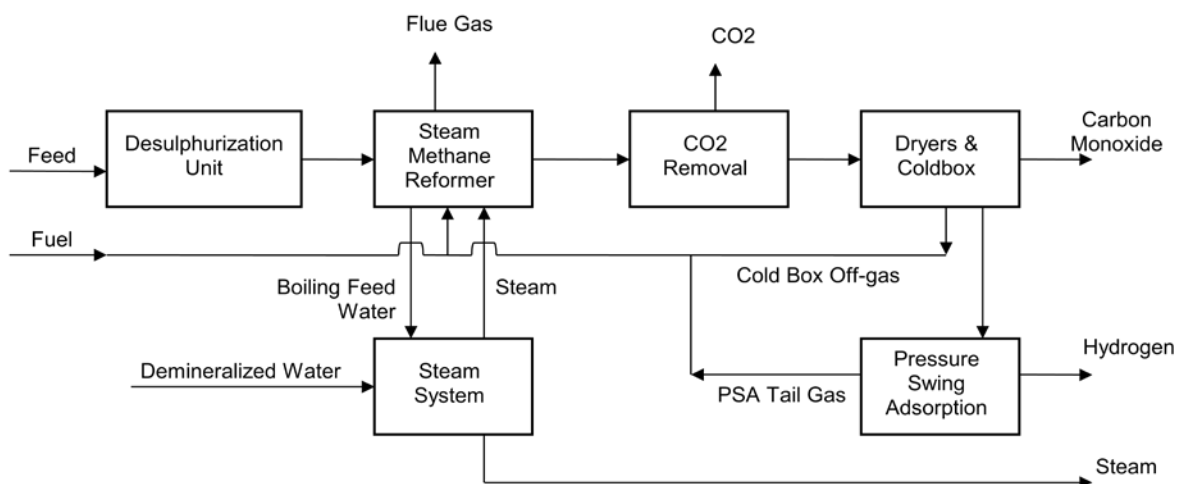 Flue Gas
CO2
Feed
Desulphurization
Unit
Steam
Methane
Reformer
CO2
Removal
Dryers &
Coldbox
Carbon
Monoxide
Fuel
Boiling Feed
Water
Steam
Cold Box Off-gas
Demineralized Water
Steam
System
PSA Tail Gas
Pressure
Swing
Adsorption
Hydrogen
Steam